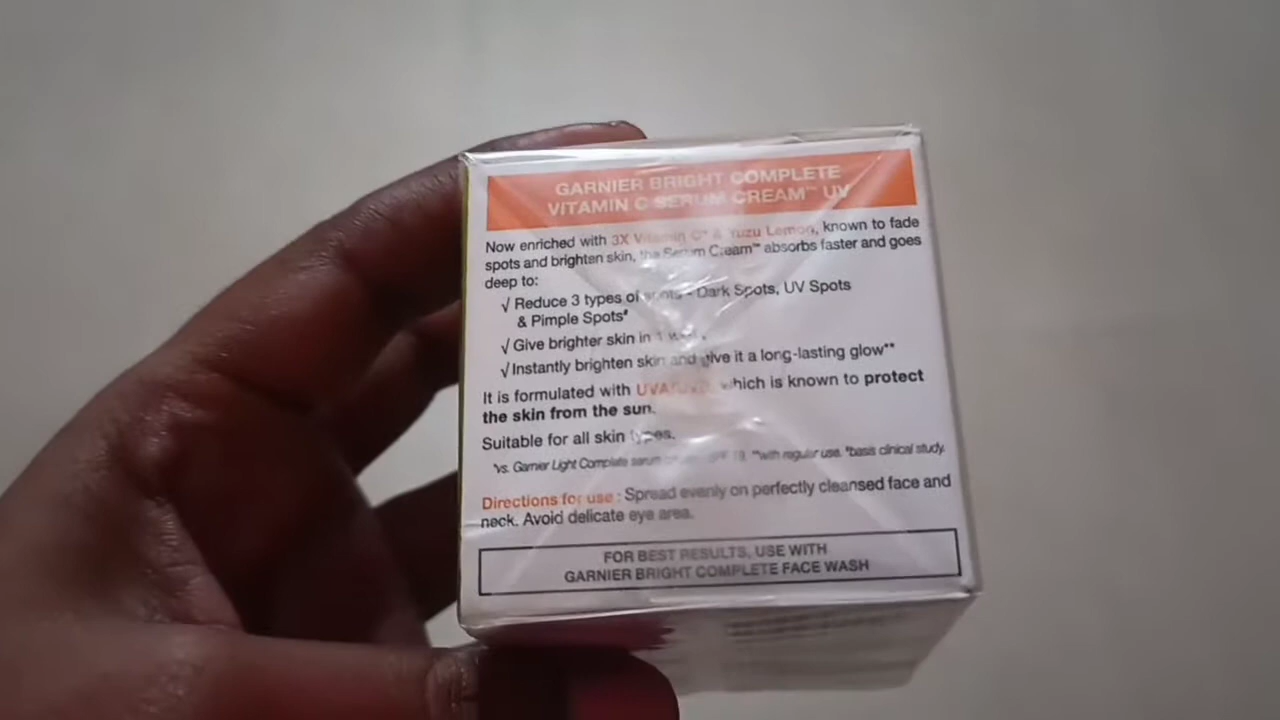 GARNIER BRIGHT COMPLETE
VITAMIN C SERUM CREAM™ UV
Now enriched with 3X Vitamin C* & Yuzu Lemon, known to fade
spots and brighten skin, the Serum Cream™ absorbs faster and goes
deep to:
√ Reduce 3 types of spots - Dark Spots, UV Spots
& Pimple Spots#
√ Give brighter skin in 1
√ Instantly brighten skin and give it a long-lasting glow**
It is formulated with which is known to protect
the skin from the sun.
Suitable for all skin types.
*vs. Garnier Light Complete serum **with regular use. #basis clinical study.
Directions for use : Spread evenly on perfectly cleansed face and
neck. Avoid delicate eye area.
FOR BEST RESULTS, USE WITH
GARNIER BRIGHT COMPLETE FACE WASH